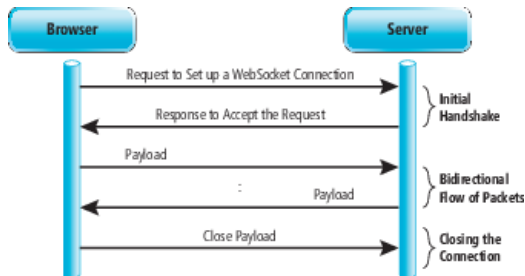 Browser
Server
Request to Set up a WebSocket Connection
Initial
Handshake
Response to Accept the Request
Payload
:
Payload
Bidirectional
Flow of Packets
Close Payload
Closing the
Connection